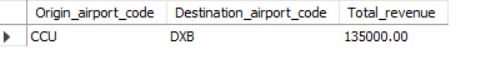 Origin_airport_code Destination_airport_code Total_revenue
CCU DXB 135000.00